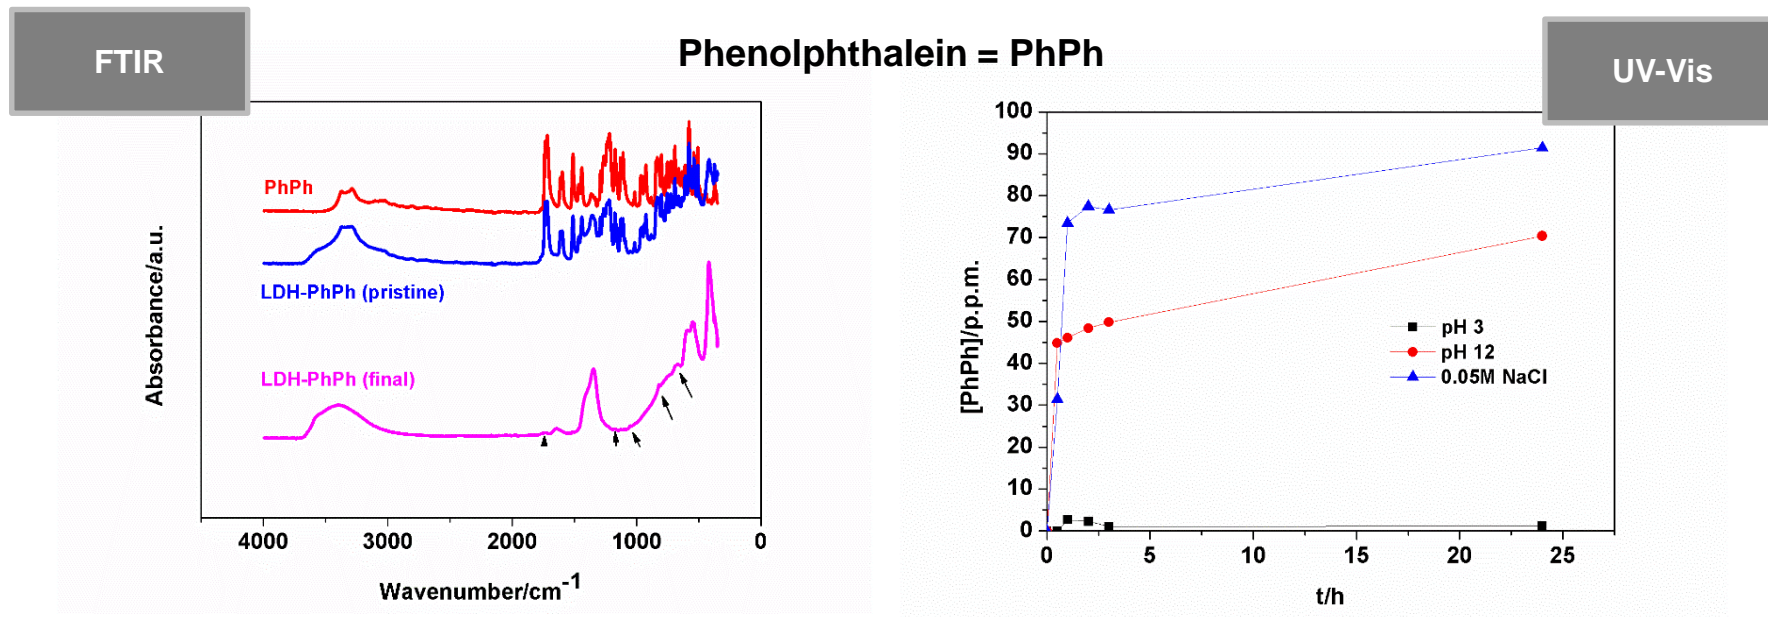 FTIR
Phenolphthalein = PhPh
UV-Vis
PhPh
LDH-PhPh (pristine)
LDH-PhPh (final)
Absorbance/a.u.
4000 3000 2000 1000 0
Wavenumber/cm-1
100
90
80
70
60
50
40
30
20
10
0
[PhPh]/p.p.m.
pH 3
pH 12
0.05M NaCl
0 5 10 15 20 25
t/h